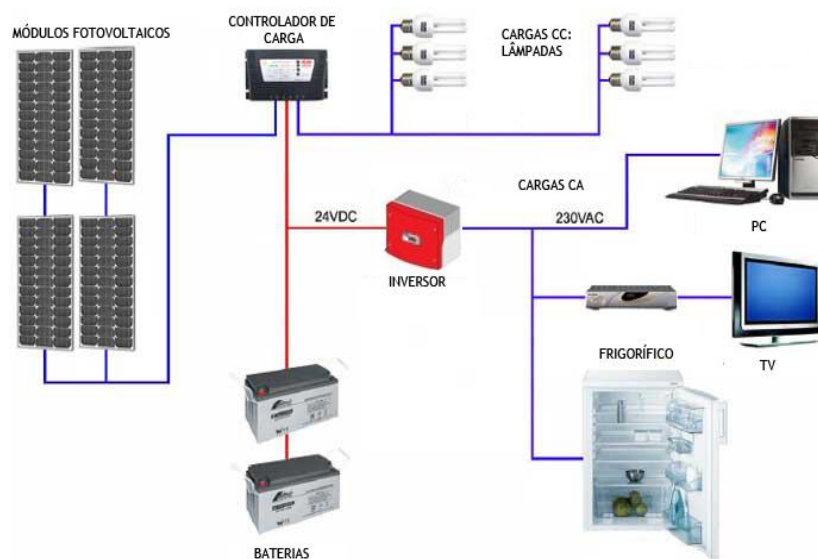 MÓDULOS FOTOVOLTAICOS
CONTROLADOR DE
CARGA
CARGAS CC:
LÂMPADAS
CARGAS CA
24VDC
230VAC
PC
INVERSOR
TV
FRIGORÍFICO
BATERIAS